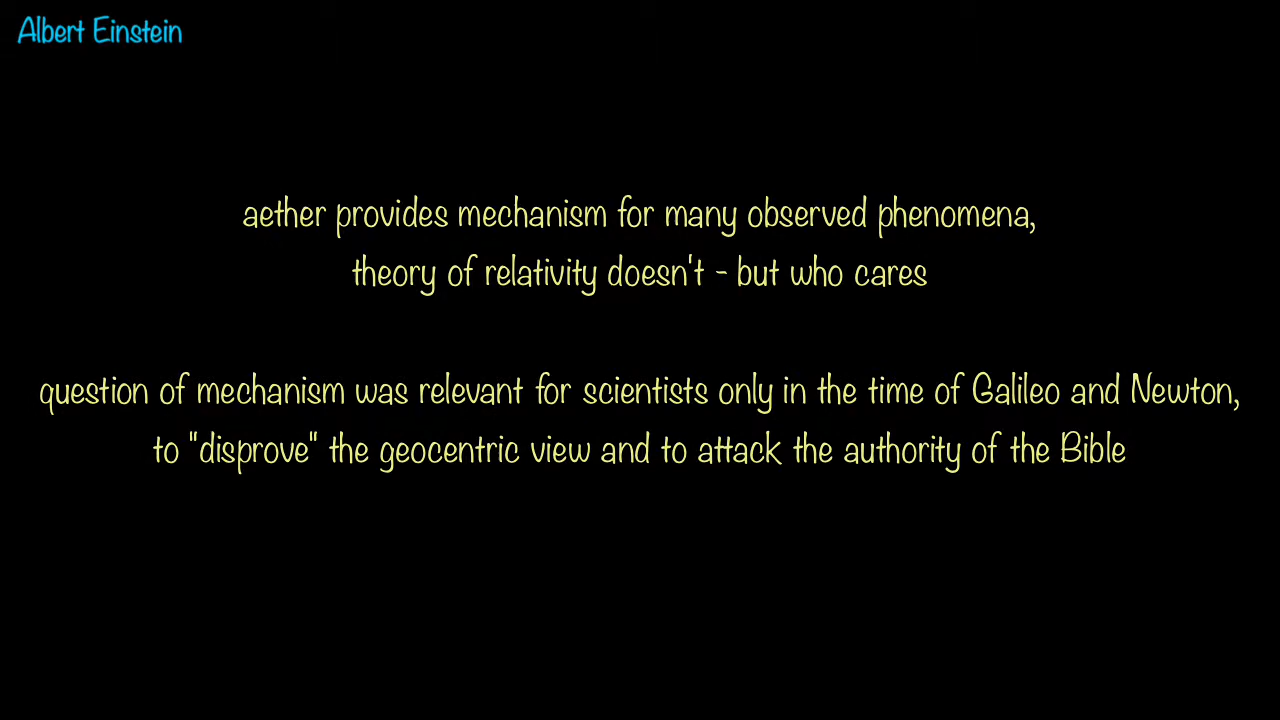 Albert Einstein
aether provides mechanism for many observed phenomena,
theory of relativity doesn't - but who cares
question of mechanism was relevant for scientists only in the time of Galileo and Newton,
to "disprove" the geocentric view and to attack the authority of the Bible